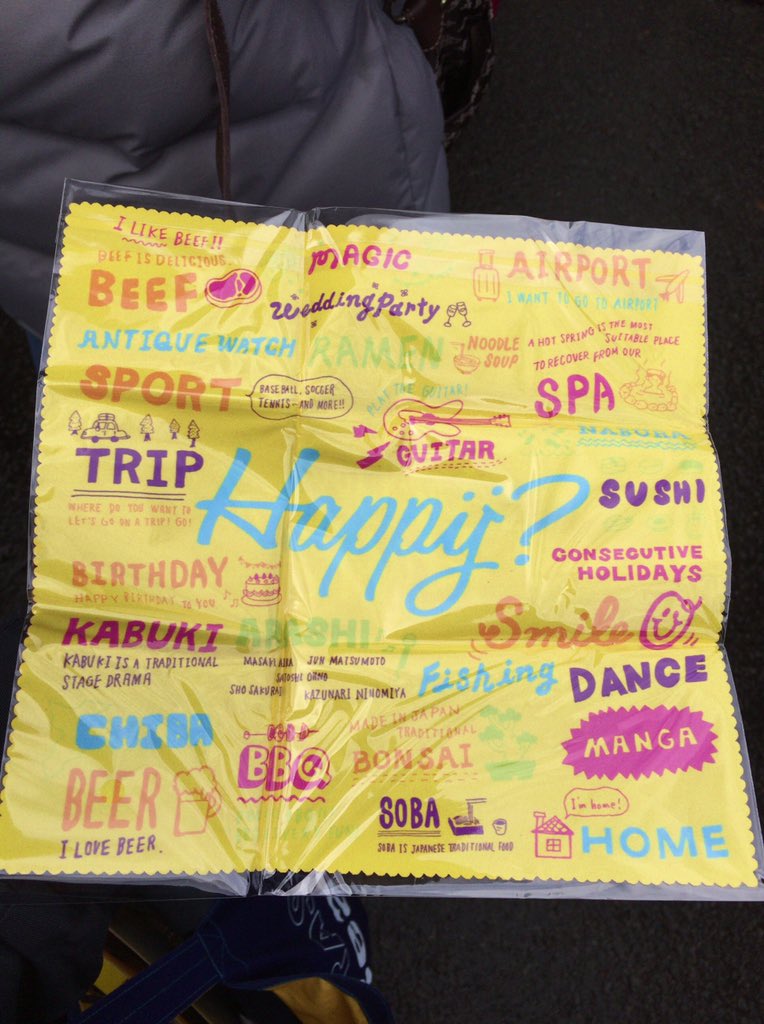 I LIKE BEEF!!
BEEF IS DELICIOUS.
BEEF
MAGIC
Wedding Party
AIRPORT
I WANT TO GO TO AIRPORT
ANTIQUE WATCH
RAMEN
NOODLE
SOUP
A HOT SPRING IS THE MOST
SUITABLE PLACE
TO RECOVER FROM OUR
SPA
SPORT
BASEBALL, SOCCER
TENNIS AND MORE!!
PLAY THE GUITAR!
GUITAR
TRIP
WHERE DO YOU WANT TO
LET'S GO ON A TRIP! GO!
Happy?
SUSHI
CONSECUTIVE
HOLIDAYS
BIRTHDAY
HAPPY BIRTHDAY TO YOU
Smile
KABUKI
KABUKI IS A TRADITIONAL
STAGE DRAMA
ARASHI
MASAKI AIBA
JUN MATSUMOTO
SATOSHI OHNO
SHO SAKURAI
KAZUNARI NINOMIYA
Fishing
DANCE
CHIBA
BBQ
MADE IN JAPAN
TRADITIONAL
BONSAI
MANGA
BEER
I LOVE BEER.
SOBA
SOBA IS JAPANESE TRADITIONAL FOOD
I'm home!
HOME